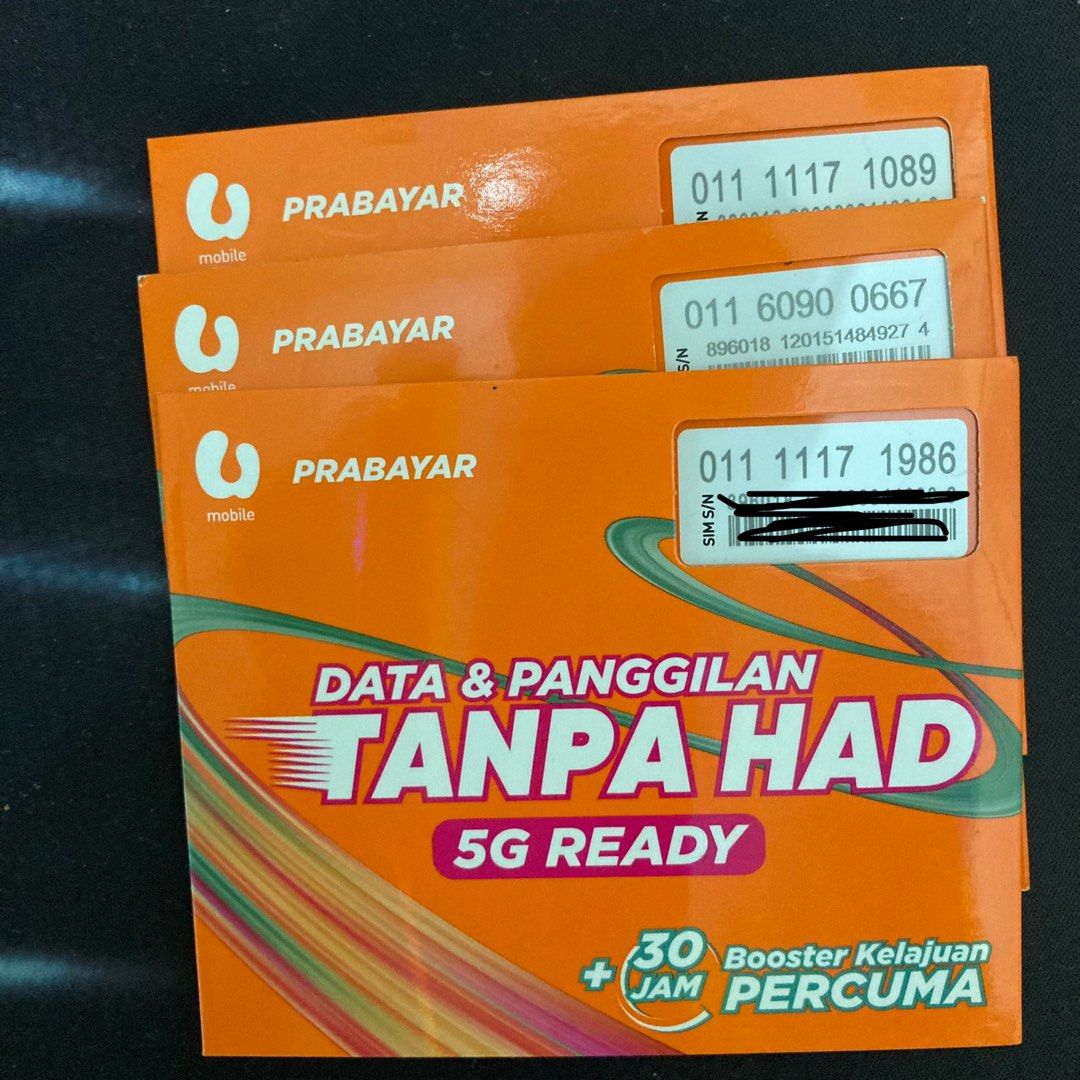 mobile
PRABAYAR
011 1117 1089
mobile
PRABAYAR
011 6090 0667
896018 120151484927 4
S/N
mobile
PRABAYAR
011 1117 1986
SIM S/N
DATA & PANGGILAN
TANPA HAD
5G READY
+ 30 JAM
Booster Kelajuan
PERCUMA